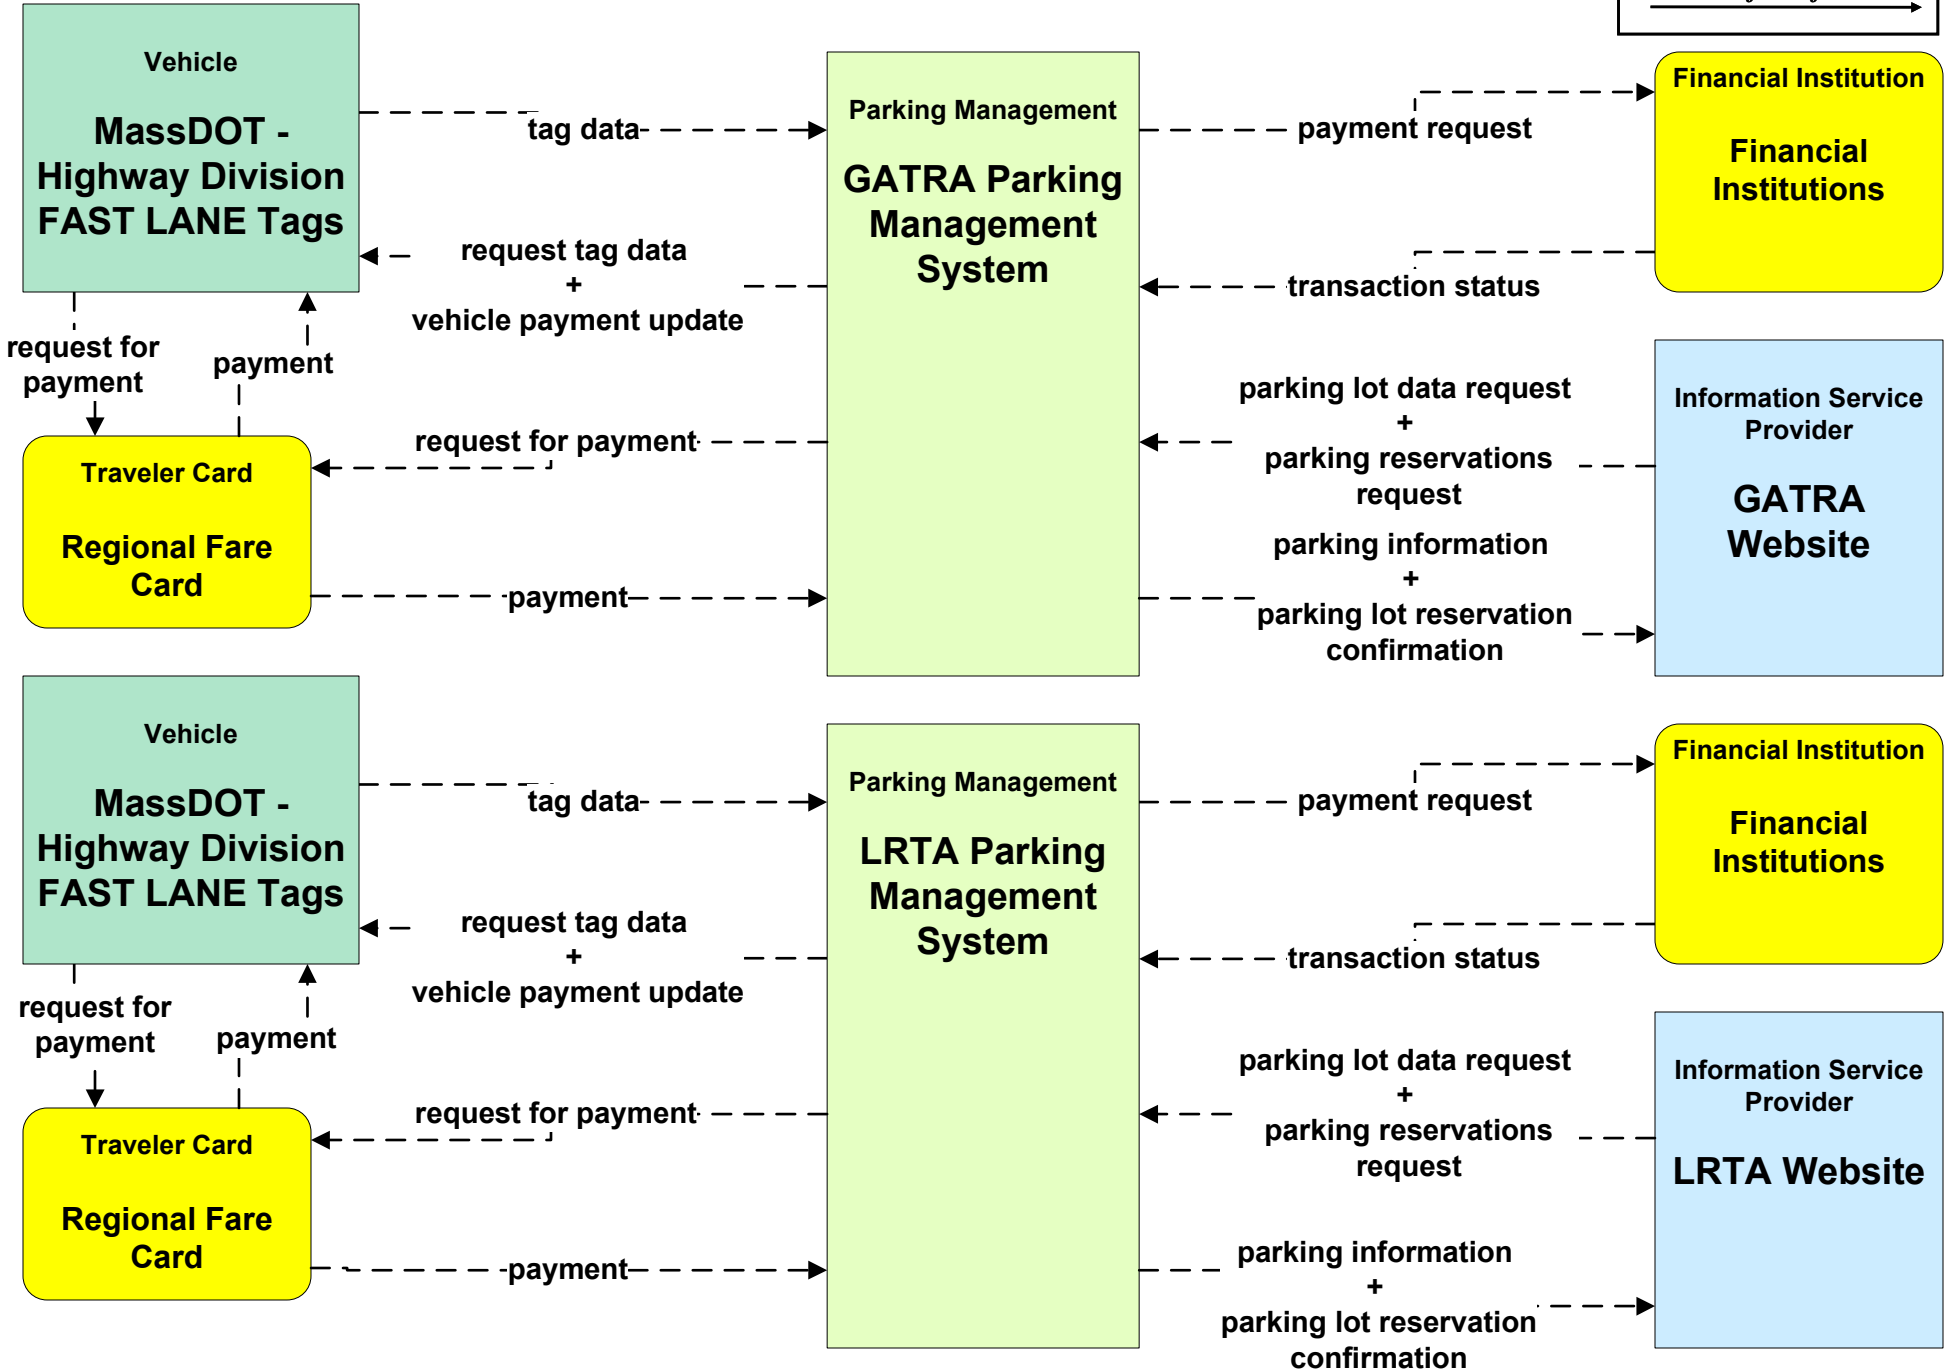 Vehicle
MassDOT -
Highway Division
FAST LANE Tags
tag data
request tag data
+
vehicle payment update
request for
payment
payment
Traveler Card
Regional Fare
Card
request for payment
payment
Parking Management
GATRA Parking
Management
System
payment request
transaction status
Financial Institution
Financial
Institutions
parking lot data request
+
parking reservations
request
parking information
+
parking lot reservation
confirmation
Information Service
Provider
GATRA
Website
Vehicle
MassDOT -
Highway Division
FAST LANE Tags
tag data
request tag data
+
vehicle payment update
request for
payment
payment
Traveler Card
Regional Fare
Card
request for payment
payment
Parking Management
LRTA Parking
Management
System
payment request
transaction status
Financial Institution
Financial
Institutions
parking lot data request
+
parking reservations
request
parking information
+
parking lot reservation
confirmation
Information Service
Provider
LRTA Website